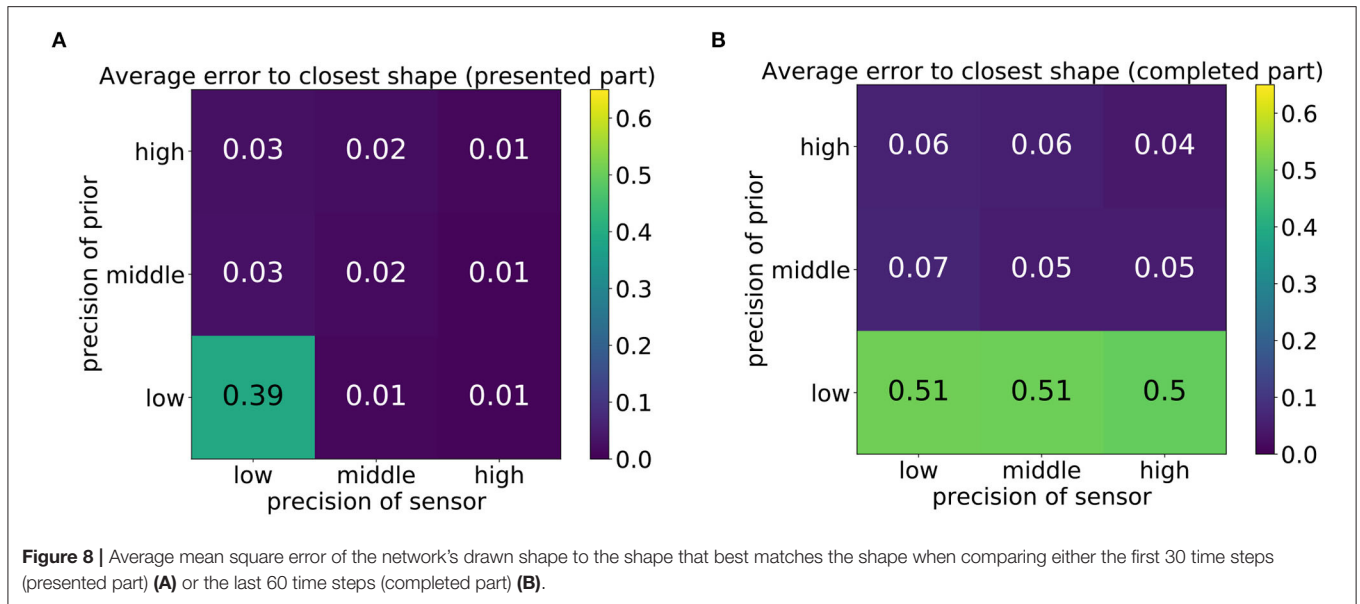 A
Average error to closest shape (presented part)
precision of prior
high
middle
low
0.03 0.02 0.01
0.03 0.02 0.01
0.39 0.01 0.01
low middle high
precision of sensor
0.6
0.5
0.4
0.3
0.2
0.1
0.0
B
Average error to closest shape (completed part)
precision of prior
high
middle
low
0.06 0.06 0.04
0.07 0.05 0.05
0.51 0.51 0.5
low middle high
precision of sensor
0.6
0.5
0.4
0.3
0.2
0.1
0.0
Figure 8 | Average mean square error of the network's drawn shape to the shape that best matches the shape when comparing either the first 30 time steps
(presented part) (A) or the last 60 time steps (completed part) (B).